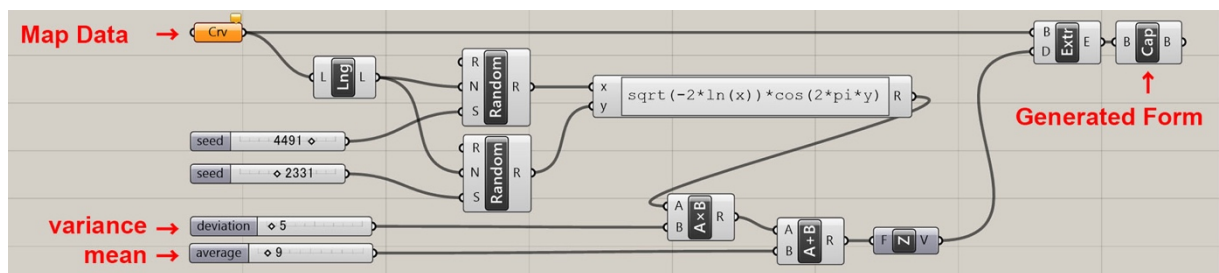 Map Data → Crv
L Lng L
R N S Random R
R N S Random R
x y sqrt(-2*ln(x))*cos(2*pi*y) R
B D Extr E
B Cap B
Generated Form
seed 4491
seed 2331
variance → deviation 5
mean → average 9
A B A×B R
A B A+B R
F Z V